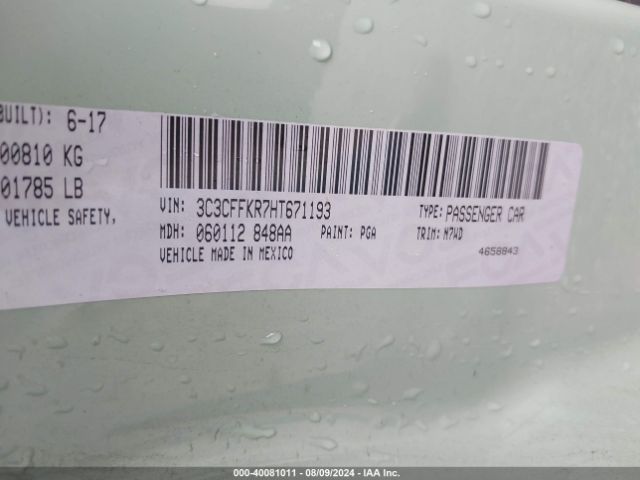 BUILT): 6-17
00810 KG
01785 LB
VEHICLE SAFETY,
VIN: 3C3CFFKR7HT671193
TYPE: PASSENGER CAR
MDH: 060112 848AA
PAINT: PGA
TRIM: M7WD
VEHICLE MADE IN MEXICO
4658843
000-40081011 - 08/09/2024 - IAA Inc.